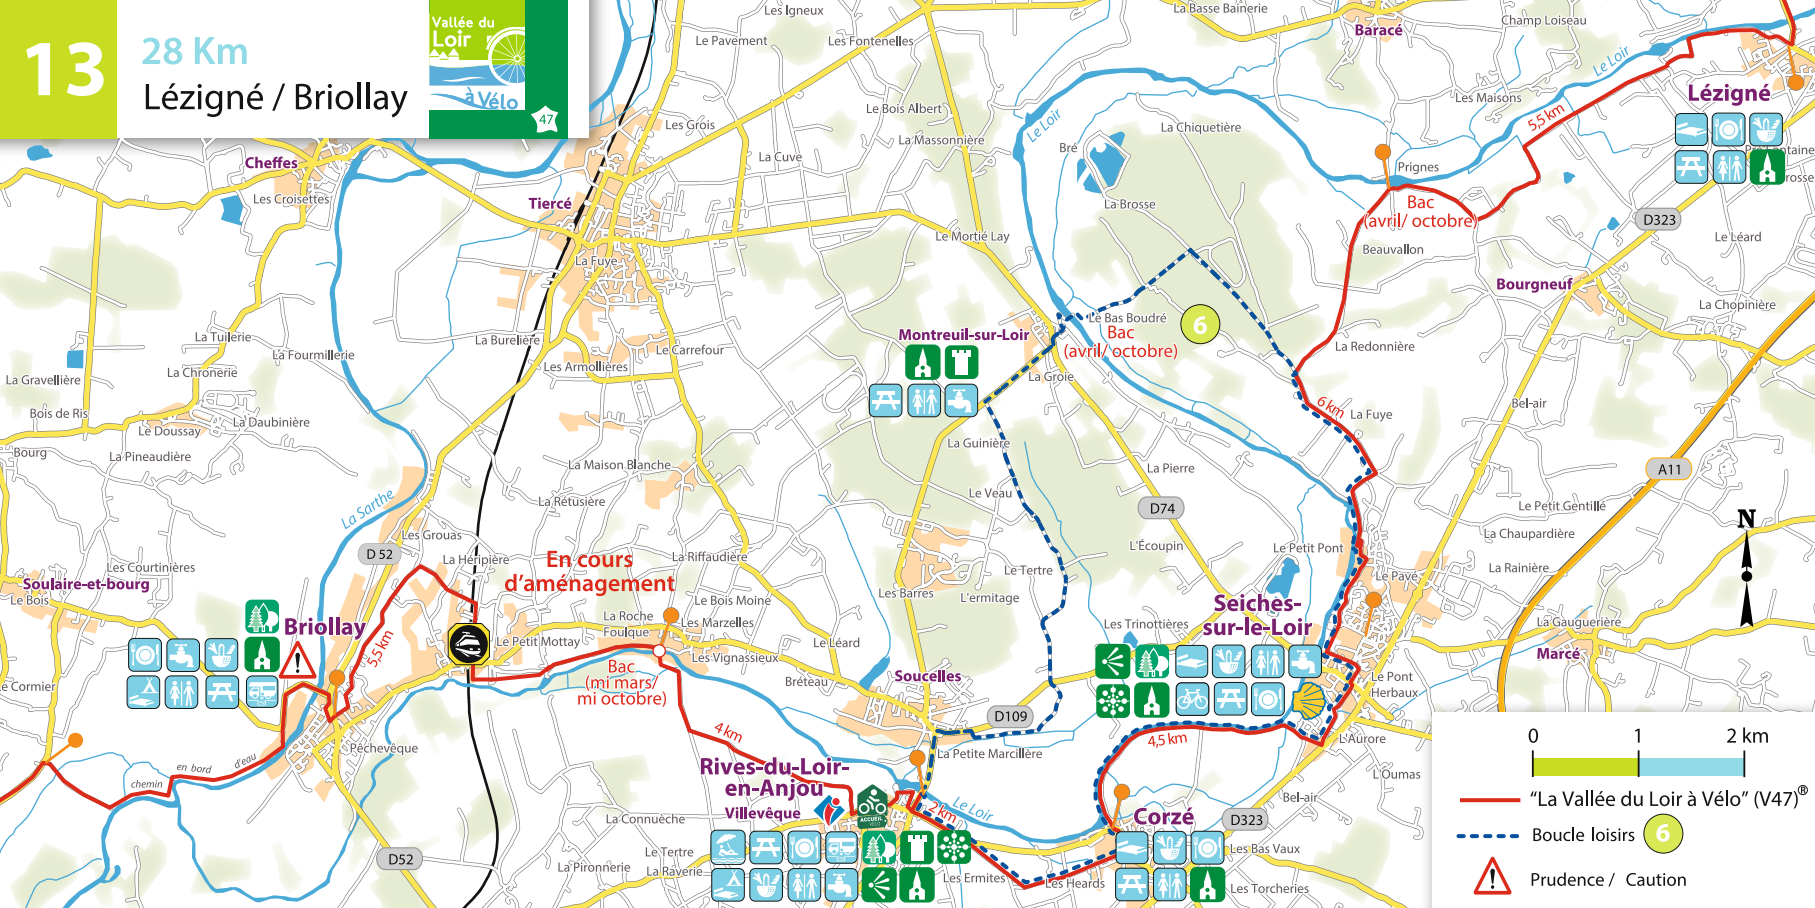 13
28 Km
Lézigné / Briollay
Vallée du
Loir
à Vélo
47
Les Igneux
Le Pavement
Les Fontenelles
La Basse Bainerie
Baracé
Champ Loiseau
Le Loir
Lézigné
Les Maisons
5,5 km
Le Bois Albert
Les Grois
La Massonnière
Le Loir
La Chiquetière
Bré
Cheffes
La Cuve
Prignes
Les Croisettes
Tiercé
La Brosse
Bac
(avril/ octobre)
D323
Le Mortié Lay
Beauvallon
Le Léard
La Fuye
Bourgneuf
La Chopinière
Le Bas Boudré
6
Bac
(avril/ octobre)
Montreuil-sur-Loir
La Tuilerie
La Burelière
Le Carrefour
La Redonnière
La Fourmillerie
La Chronerie
Les Armollières
La Groie
La Gravellière
Bois de Ris
6 km
La Fuye
Bel-air
Le Doussay
La Daubinière
La Guinière
Bourg
La Pineaudière
La Maison Blanche
La Pierre
A11
La Sarthe
La Rétusière
Le Veau
D74
Le Petit Gentillé
Les Grouas
La Chaupardière
N
D 52
La Héripière
En cours
d'aménagement
La Riffaudière
L'Écoupin
Le Petit Pont
Les Courtinières
Soulaire-et-bourg
Le Bois
Le Tertre
Le Pavé
La Rainière
Les Barres
L'ermitage
Le Bois Moiné
La Roche
Foulque
Les Marzelles
Seiches-
sur-le-Loir
Briollay
5,5 km
Le Petit Mottay
Le Léard
Les Trinottières
La Gauguerière
Marcé
Les Vignassieux
Bac
(mi mars/
mi octobre)
Bréteau
Soucelles
Le Pont
Herbaux
D109
4 km
4,5 km
L'Aurore
Péchevêque
La Petite Marcillère
chemin
en bord
d'eau
Rives-du-Loir-
en-Anjou
Villevêque
ACCUEIL
VÉLO
2 km
Le Loir
L'Oumas
Bel-air
Corzé
D323
La Connuèche
D52
Le Tertre
La Pironnerie
La Raverie
Les Ermites
Les Heards
Les Bas Vaux
Les Torcheries
0 1 2 km
“La Vallée du Loir à Vélo” (V47)®
Boucle loisirs 6
Prudence / Caution